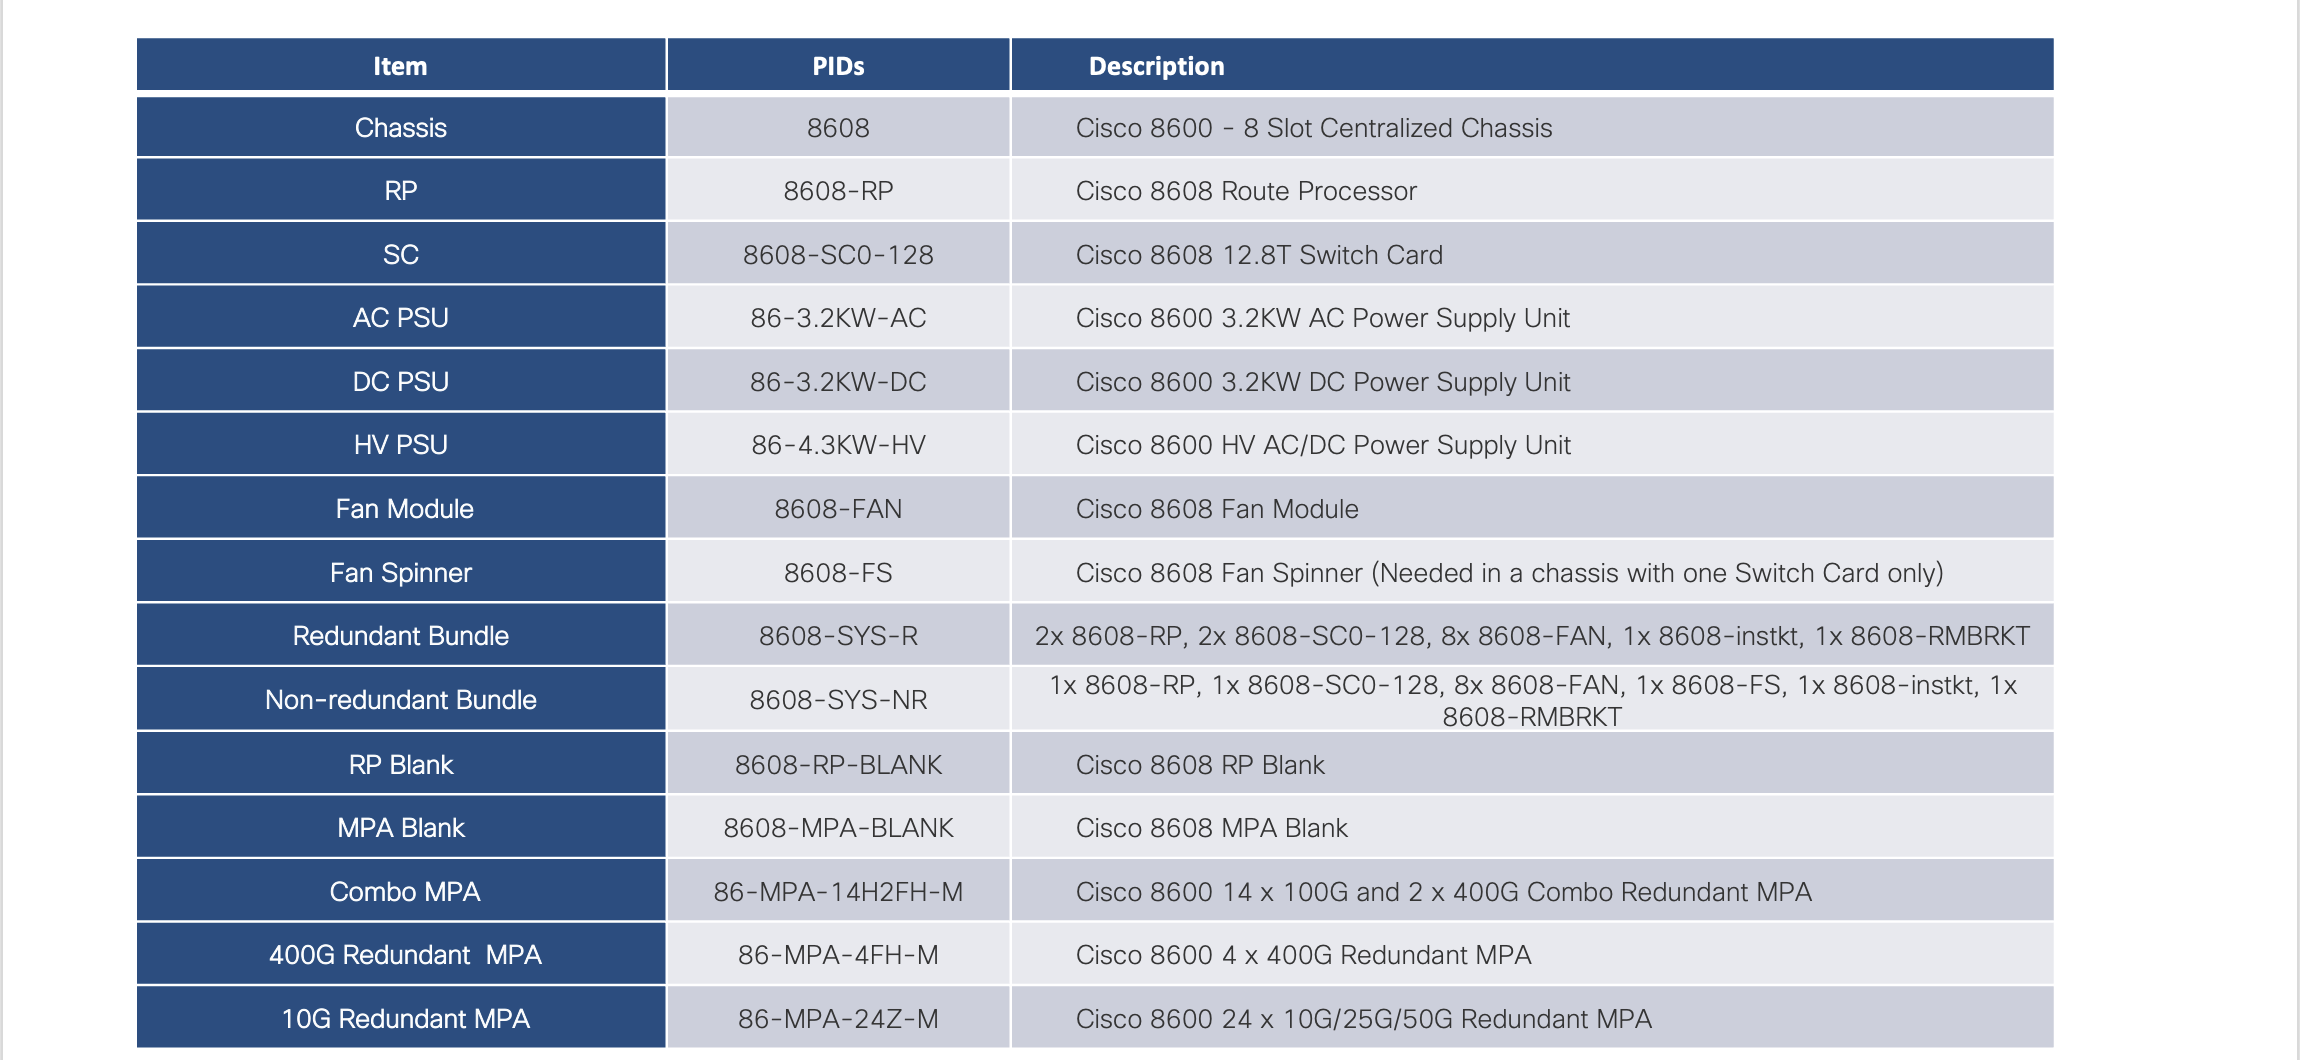 Item PIDs Description
Chassis 8608 Cisco 8600 - 8 Slot Centralized Chassis
RP 8608-RP Cisco 8608 Route Processor
SC 8608-SC0-128 Cisco 8608 12.8T Switch Card
AC PSU 86-3.2KW-AC Cisco 8600 3.2KW AC Power Supply Unit
DC PSU 86-3.2KW-DC Cisco 8600 3.2KW DC Power Supply Unit
HV PSU 86-4.3KW-HV Cisco 8600 HV AC/DC Power Supply Unit
Fan Module 8608-FAN Cisco 8608 Fan Module
Fan Spinner 8608-FS Cisco 8608 Fan Spinner (Needed in a chassis with one Switch Card only)
Redundant Bundle 8608-SYS-R 2x 8608-RP, 2x 8608-SC0-128, 8x 8608-FAN, 1x 8608-instkt, 1x 8608-RMBRKT
Non-redundant Bundle 8608-SYS-NR 1x 8608-RP, 1x 8608-SC0-128, 8x 8608-FAN, 1x 8608-FS, 1x 8608-instkt, 1x
8608-RMBRKT
RP Blank 8608-RP-BLANK Cisco 8608 RP Blank
MPA Blank 8608-MPA-BLANK Cisco 8608 MPA Blank
Combo MPA 86-MPA-14H2FH-M Cisco 8600 14 x 100G and 2 x 400G Combo Redundant MPA
400G Redundant MPA 86-MPA-4FH-M Cisco 8600 4 x 400G Redundant MPA
10G Redundant MPA 86-MPA-24Z-M Cisco 8600 24 x 10G/25G/50G Redundant MPA